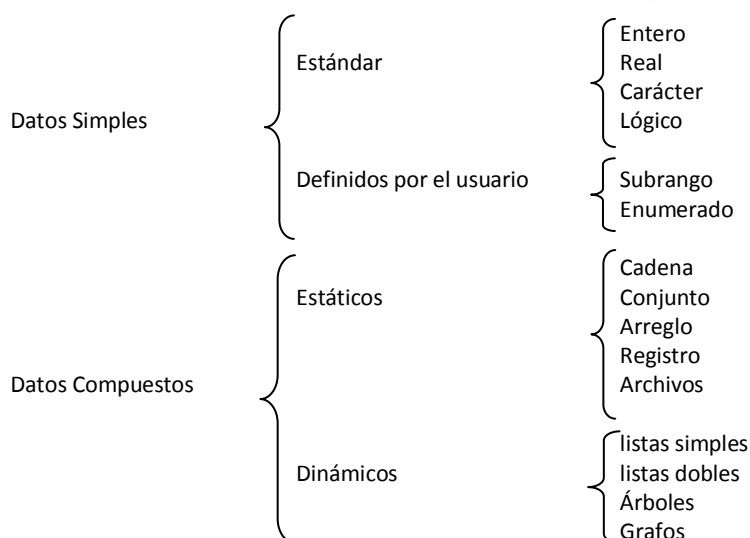 Entero
Estándar Real
Carácter
Datos Simples Lógico
Definidos por el usuario Subrango
Enumerado
Cadena
Estáticos Conjunto
Arreglo
Registro
Datos Compuestos Archivos
listas simples
Dinámicos listas dobles
Árboles
Grafos